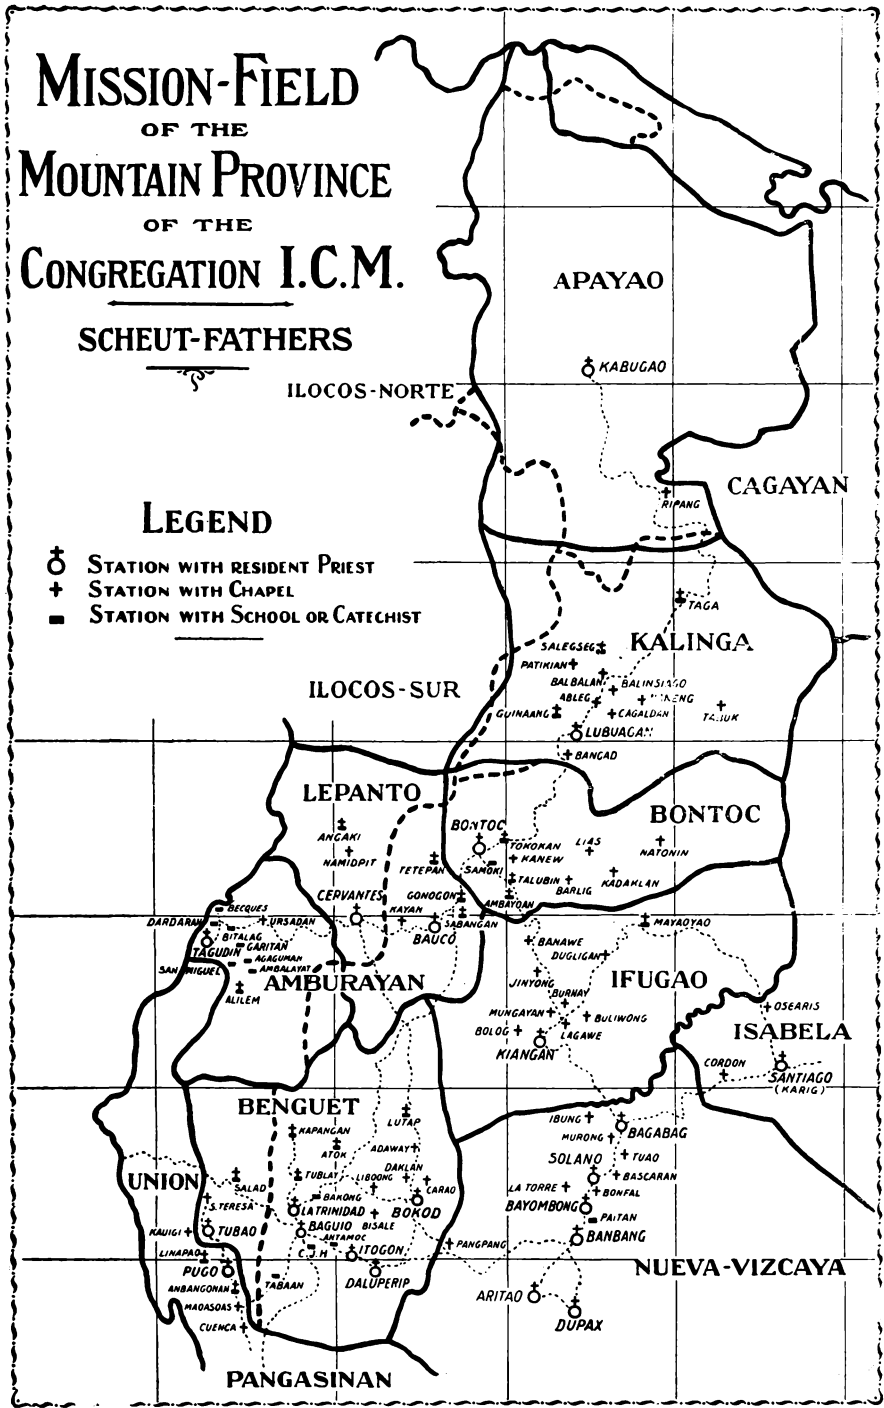 MISSION-FIELD
OF THE
MOUNTAIN PROVINCE
OF THE
CONGREGATION I.C.M.
SCHEUT-FATHERS
LEGEND
STATION WITH RESIDENT PRIEST
STATION WITH CHAPEL
STATION WITH SCHOOL OR CATECHIST
APAYAO
KABUGAO
ILOCOS-NORTE
CAGAYAN
RIPANG
TAGA
KALINGA
SALEGSEG
PATIKIAN
BALBALAN
ABLEG
GUINAANG
CAGALDAN
LUBUAGAN
BANGAD
ILOCOS-SUR
LEPANTO
ANGAKI
NAMIDPIT
TETEPAN
BONTOC
BONTOC
TOKOKAN
KANEW
LIAS
NATONIN
SAMOKI
TALUBIN
BARLIG
KADAKLAN
AMBAYOAN
GONOGON
SABANGAN
CERVANTES
KAYAN
BAUCO
BECQUES
DARDARAN
URSADAN
BITALAG
TAGUDIN
GARITAN
AGAGUMAN
SAN MIGUEL
AMBALAYAT
ALILEM
AMBURAYAN
MAYAOYAO
BANAWE
DUGLIGAN
IFUGAO
JINYONG
BURNAY
MUNGAYAN
BULIWONG
BOLOG
LAGAWE
KIANGAN
OSEARIS
ISABELA
CORDON
SANTIAGO
(KARIG)
BENGUET
LUTAP
KAPANGAN
ATOK
ADAWAY
TUBLAY
LIBOONG
DAKLAN
CARAO
BAKONG
LA TRINIDAD
BOKOD
BAGUIO
BISALE
ANTAMOC
C.J.H
ITOGON
DALUPERIP
TABAAN
PANGPANG
UNION
SALAD
S. TERESA
KAUIGI
TUBAO
LINAPAO
PUGO
ANBANGONAN
MAOASOAS
CUENCA
PANGASINAN
IBUNG
BAGABAG
MURONG
SOLANO
TUAO
BASCARAN
LA TORRE
BONFAL
BAYOMBONG
PAITAN
BANBANG
NUEVA-VIZCAYA
ARITAO
DUPAX